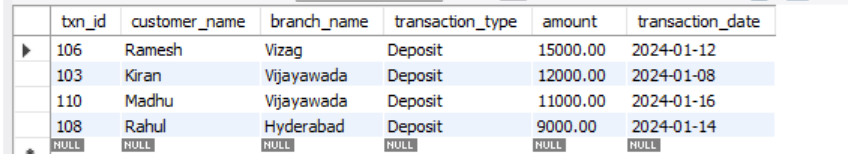 txn_id customer_name branch_name transaction_type amount transaction_date
106 Ramesh Vizag Deposit 15000.00 2024-01-12
103 Kiran Vijayawada Deposit 12000.00 2024-01-08
110 Madhu Vijayawada Deposit 11000.00 2024-01-16
108 Rahul Hyderabad Deposit 9000.00 2024-01-14
NULL NULL NULL NULL NULL NULL